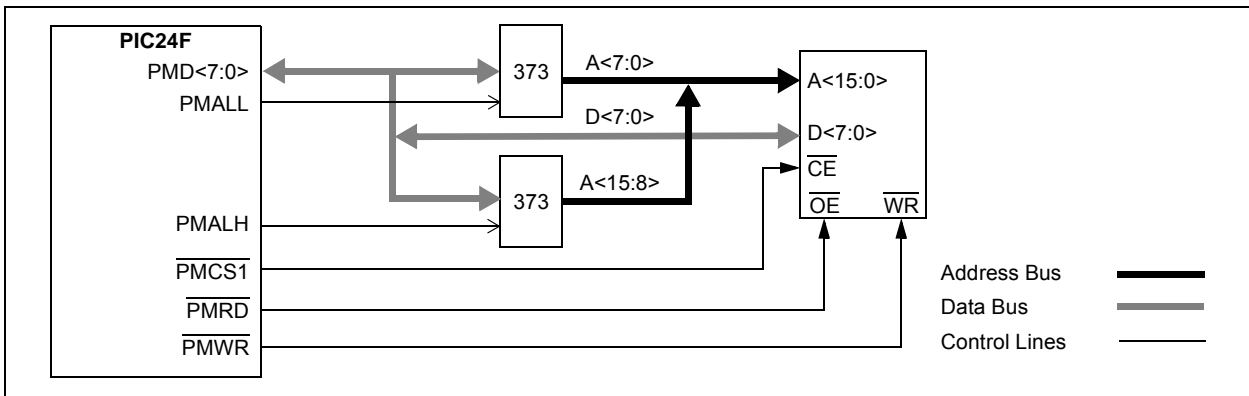 PIC24F
PMD<7:0>
PMALL
PMALH
PMCS1
PMRD
PMWR
373
373
A<7:0>
D<7:0>
A<15:8>
A<15:0>
D<7:0>
CE
OE WR
Address Bus
Data Bus
Control Lines